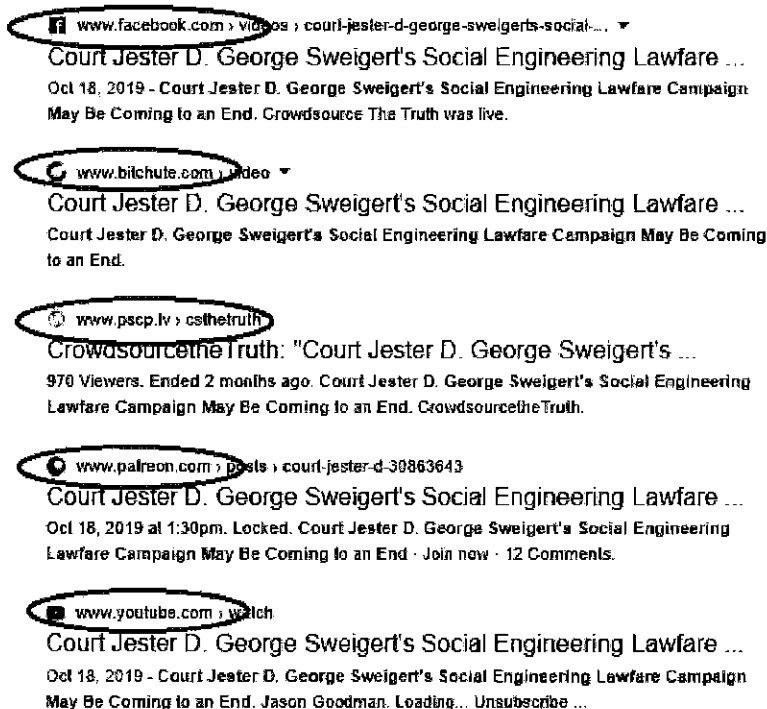 www.facebook.com › videos › court-jester-d-george-sweigerts-social-... ▼
Court Jester D. George Sweigert's Social Engineering Lawfare ...
Oct 18, 2019 - Court Jester D. George Sweigert's Social Engineering Lawfare Campaign
May Be Coming to an End. Crowdsource The Truth was live.
www.bitchute.com › video ▼
Court Jester D. George Sweigert's Social Engineering Lawfare ...
Court Jester D. George Sweigert's Social Engineering Lawfare Campaign May Be Coming
to an End.
www.pscp.tv › csthetruth
CrowdsourcetheTruth: "Court Jester D. George Sweigert's ...
970 Viewers. Ended 2 months ago. Court Jester D. George Sweigert's Social Engineering
Lawfare Campaign May Be Coming to an End. CrowdsourcetheTruth.
www.patreon.com › posts › court-jester-d-30863643
Court Jester D. George Sweigert's Social Engineering Lawfare ...
Oct 18, 2019 at 1:30pm. Locked. Court Jester D. George Sweigert's Social Engineering
Lawfare Campaign May Be Coming to an End · Join now · 12 Comments.
www.youtube.com › watch
Court Jester D. George Sweigert's Social Engineering Lawfare ...
Oct 18, 2019 - Court Jester D. George Sweigert's Social Engineering Lawfare Campaign
May Be Coming to an End. Jason Goodman. Loading... Unsubscribe ...